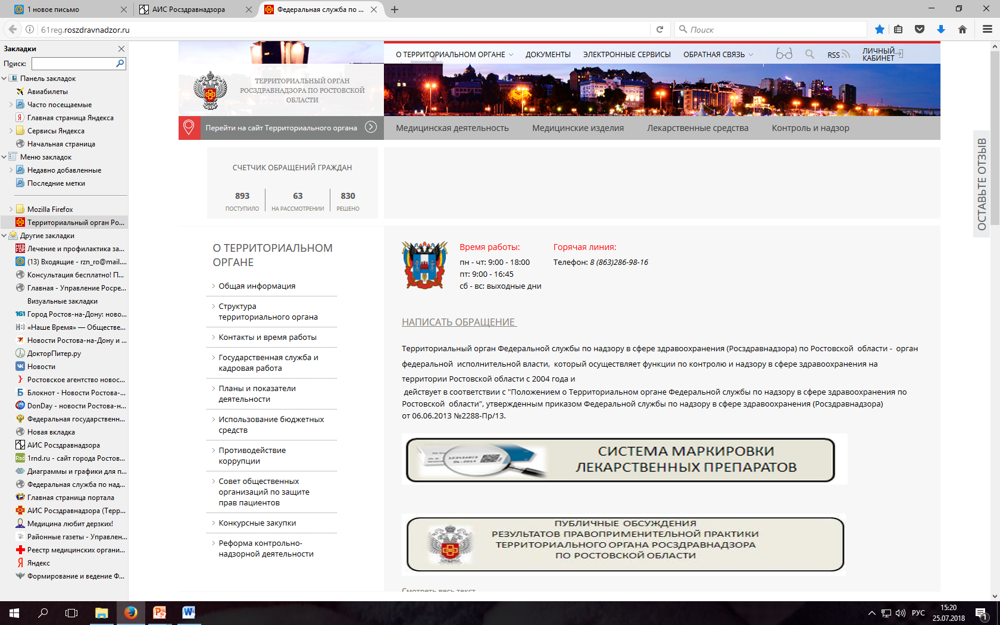 1 новое письмо
АИС Росздравнадзора
Федеральная служба по ...
61reg.roszdravnadzor.ru
Поиск
Закладки
Поиск:
Панель закладок
Авиабилеты
Часто посещаемые
Главная страница Яндекса
Сервисы Яндекса
Начальная страница
Меню закладок
Недавно добавленные
Последние метки
Mozilla Firefox
Территориальный орган Ро...
Другие закладки
Лечение и профилактика за...
(13) Входящие - rzn_ro@mail....
Консультация бесплатно! П...
Главная - Управление Росре...
Визуальные закладки
161 Город Ростов-на-Дону: ново...
«Наше Время» — Обществе...
Новости Ростова-на-Дону и ...
ДокторПитер.ру
Новости
Ростовское агентство новос...
Блокнот - Новости Ростова-...
DonDay - новости Ростова-н...
Федеральная государственн...
Новая вкладка
АИС Росздравнадзора
1rnd.ru - сайт города Ростов...
Диаграммы и графики для п...
Федеральная служба по над...
Главная страница портала
АИС Росздравнадзора (Терр...
Медицина любит дерзких!
Районные газеты - Управлен...
Реестр медицинских органи...
Яндекс
Формирование и ведение Ф...
О ТЕРРИТОРИАЛЬНОМ ОРГАНЕ
ДОКУМЕНТЫ
ЭЛЕКТРОННЫЕ СЕРВИСЫ
ОБРАТНАЯ СВЯЗЬ
RSS
ЛИЧНЫЙ
КАБИНЕТ
ТЕРРИТОРИАЛЬНЫЙ ОРГАН
РОСЗДРАВНАДЗОРА ПО РОСТОВСКОЙ
ОБЛАСТИ
Перейти на сайт Территориального органа
Медицинская деятельность
Медицинские изделия
Лекарственные средства
Контроль и надзор
СЧЕТЧИК ОБРАЩЕНИЙ ГРАЖДАН
893 63 830
ПОСТУПИЛО НА РАССМОТРЕНИИ РЕШЕНО
ОСТАВЬТЕ ОТЗЫВ
О ТЕРРИТОРИАЛЬНОМ
ОРГАНЕ
Общая информация
Структура
территориального органа
Контакты и время работы
Государственная служба и
кадровая работа
Планы и показатели
деятельности
Использование бюджетных
средств
Противодействие
коррупции
Совет общественных
организаций по защите
прав пациентов
Конкурсные закупки
Реформа контрольно-
надзорной деятельности
Время работы:
пн - чт: 9:00 - 18:00
пт: 9:00 - 16:45
сб - вс: выходные дни
Горячая линия:
Телефон: 8 (863)286-98-16
НАПИСАТЬ ОБРАЩЕНИЕ
Территориальный орган Федеральной службы по надзору в сфере здравоохранения (Росздравнадзора) по Ростовской области - орган
федеральной исполнительной власти, который осуществляет функции по контролю и надзору в сфере здравоохранения на
территории Ростовской области с 2004 года и
действует в соответствии с "Положением о Территориальном органе Федеральной службы по надзору в сфере здравоохранения по
Ростовской области", утвержденным приказом Федеральной службы по надзору в сфере здравоохранения (Росздравнадзора)
от 06.06.2013 №2288-Пр/13.
СИСТЕМА МАРКИРОВКИ
ЛЕКАРСТВЕННЫХ ПРЕПАРАТОВ
ПУБЛИЧНЫЕ ОБСУЖДЕНИЯ
РЕЗУЛЬТАТОВ ПРАВОПРИМЕНИТЕЛЬНОЙ ПРАКТИКИ
ТЕРРИТОРИАЛЬНОГО ОРГАНА РОСЗДРАВНАДЗОРА
ПО РОСТОВСКОЙ ОБЛАСТИ
Смотреть весь текст
РУС
15:20
25.07.2018
1